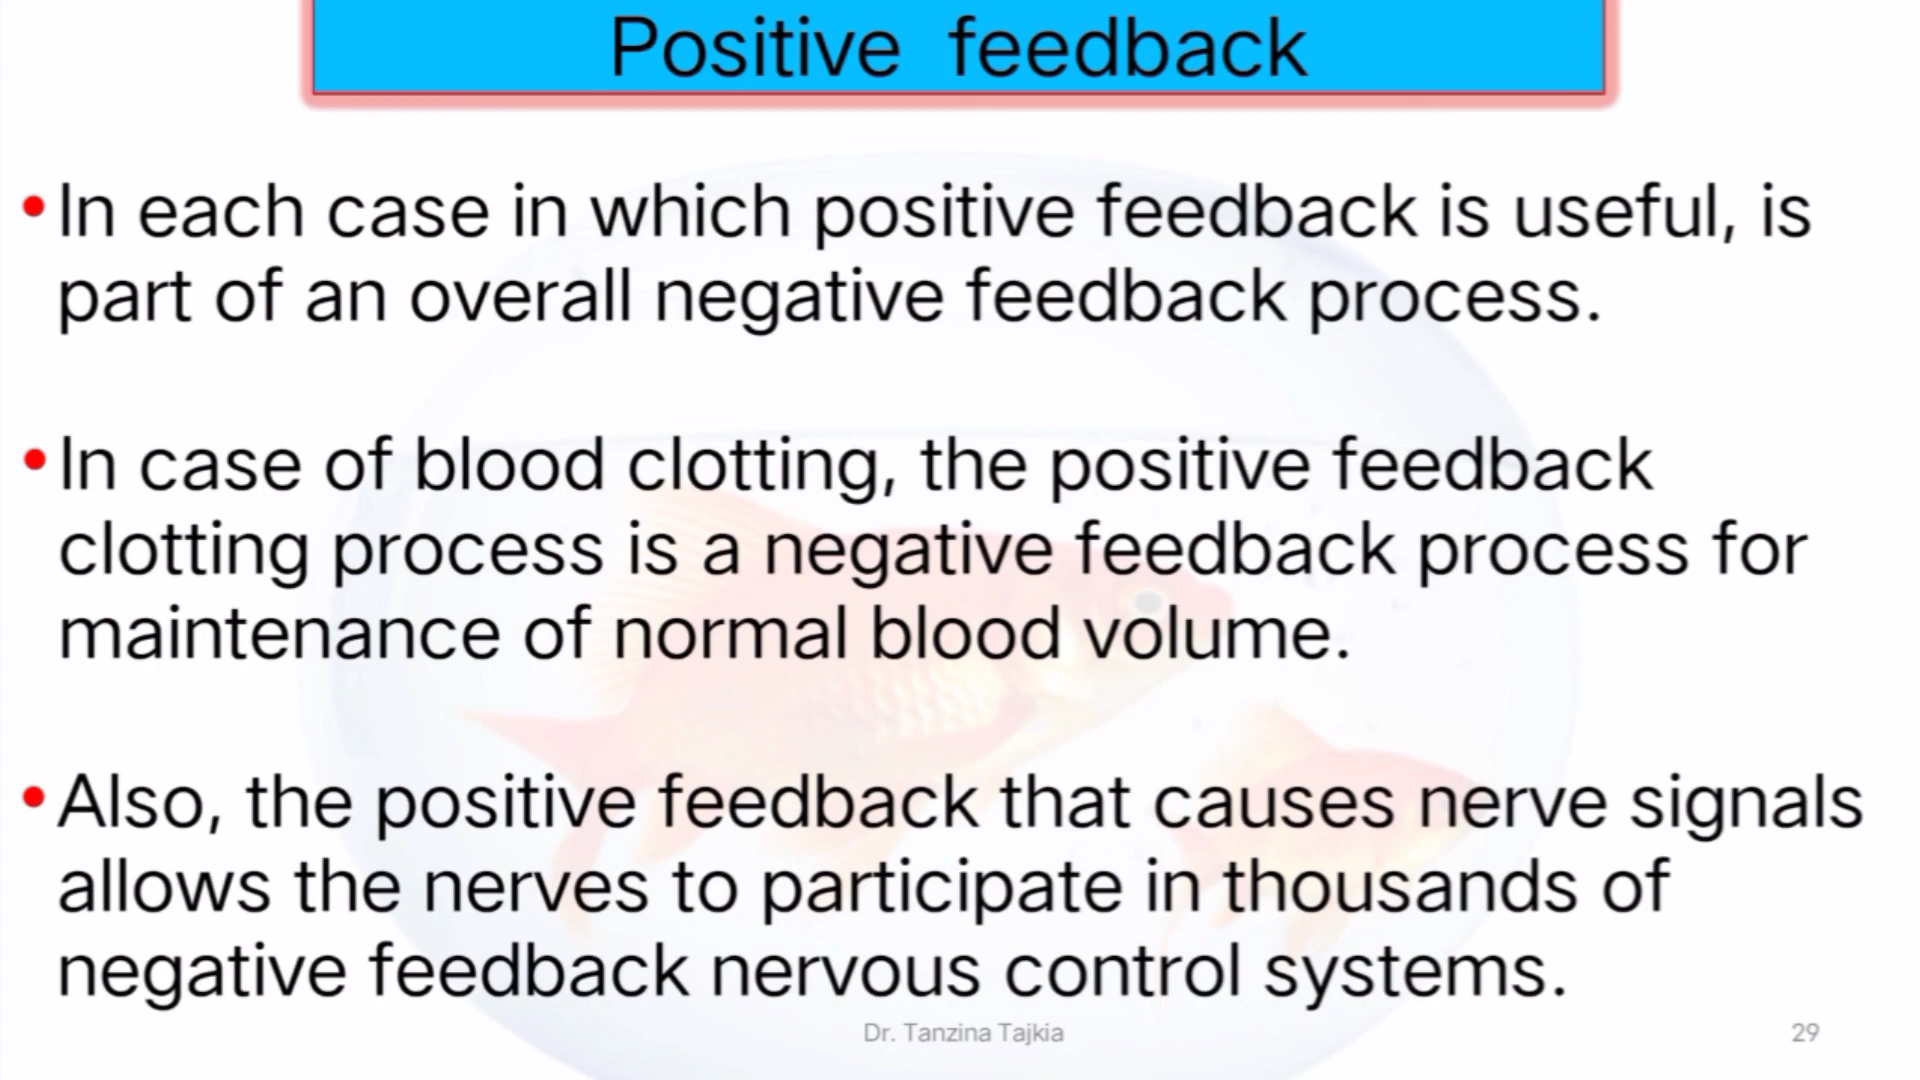 Positive feedback
•In each case in which positive feedback is useful, is
part of an overall negative feedback process.
•In case of blood clotting, the positive feedback
clotting process is a negative feedback process for
maintenance of normal blood volume.
•Also, the positive feedback that causes nerve signals
allows the nerves to participate in thousands of
negative feedback nervous control systems.
Dr. Tanzina Tajkia
29